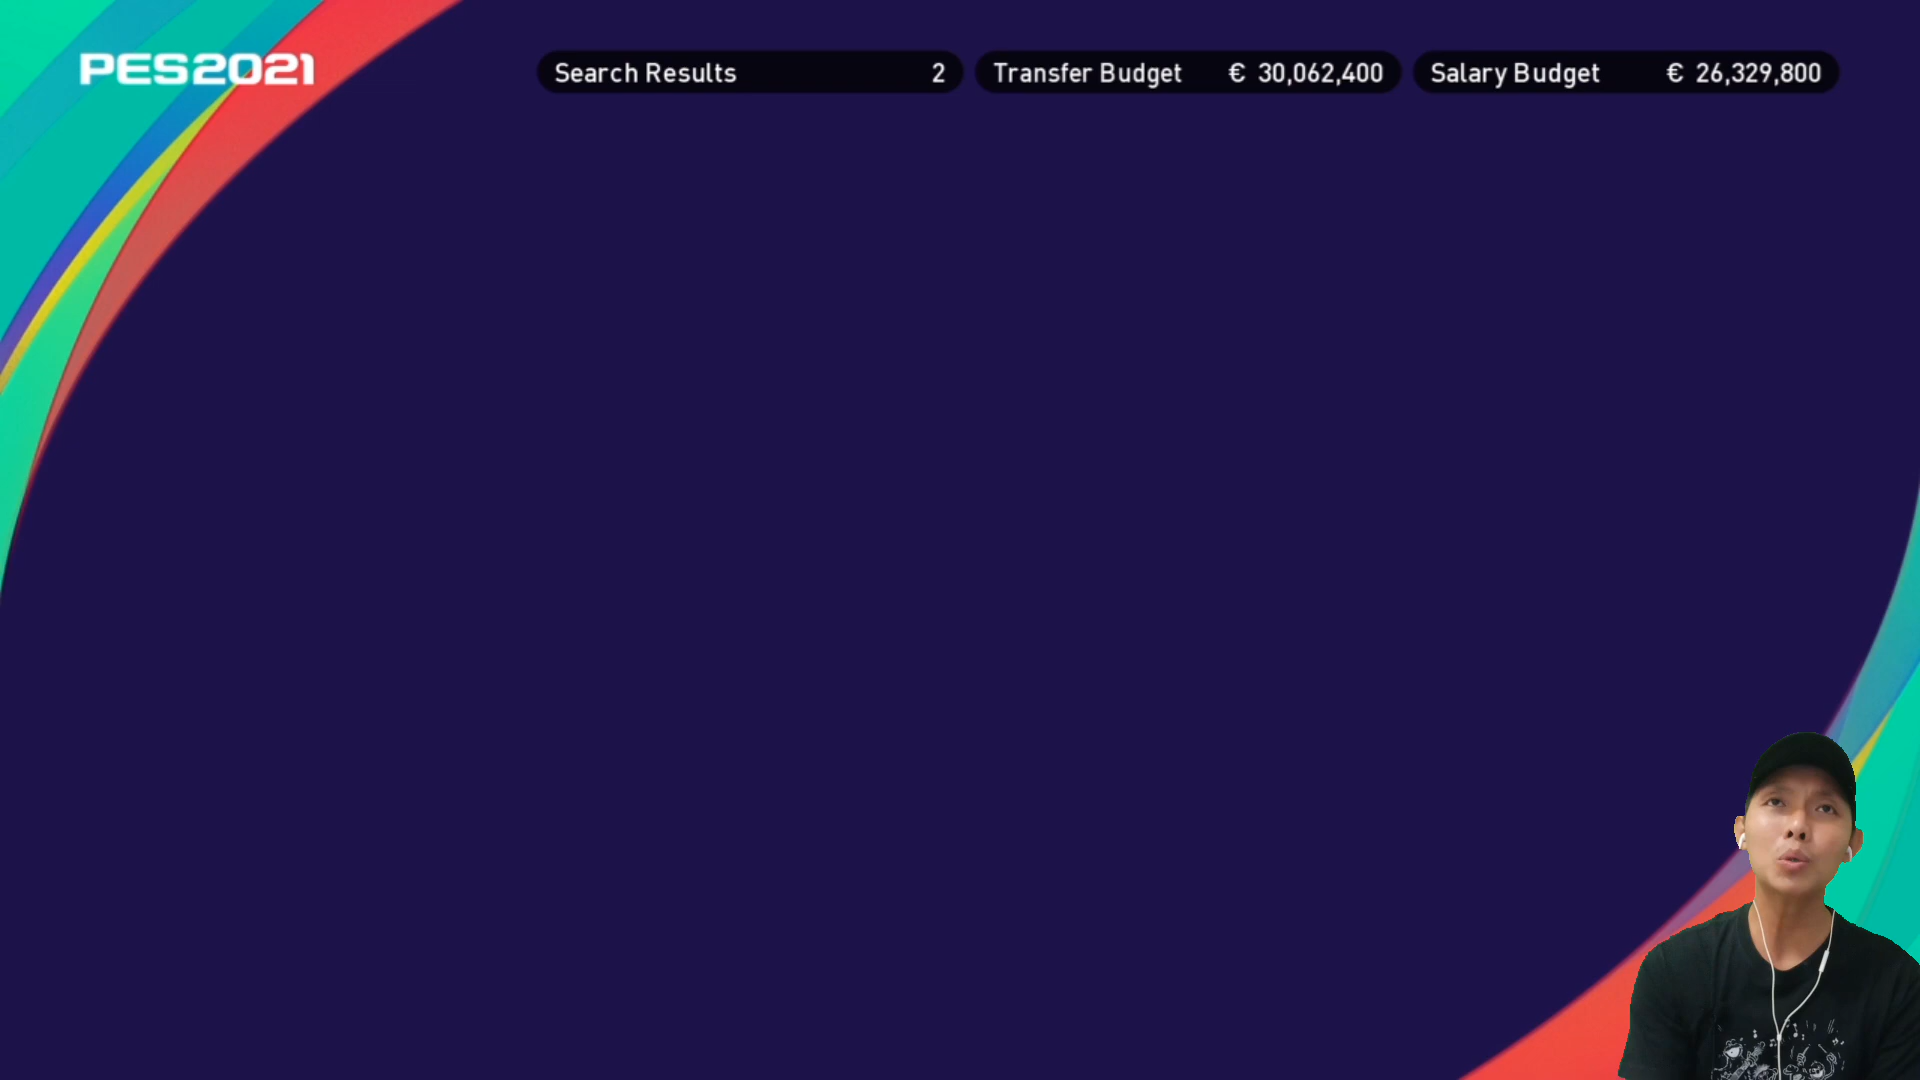 PES2021
Search Results 2
Transfer Budget € 30,062,400
Salary Budget € 26,329,800